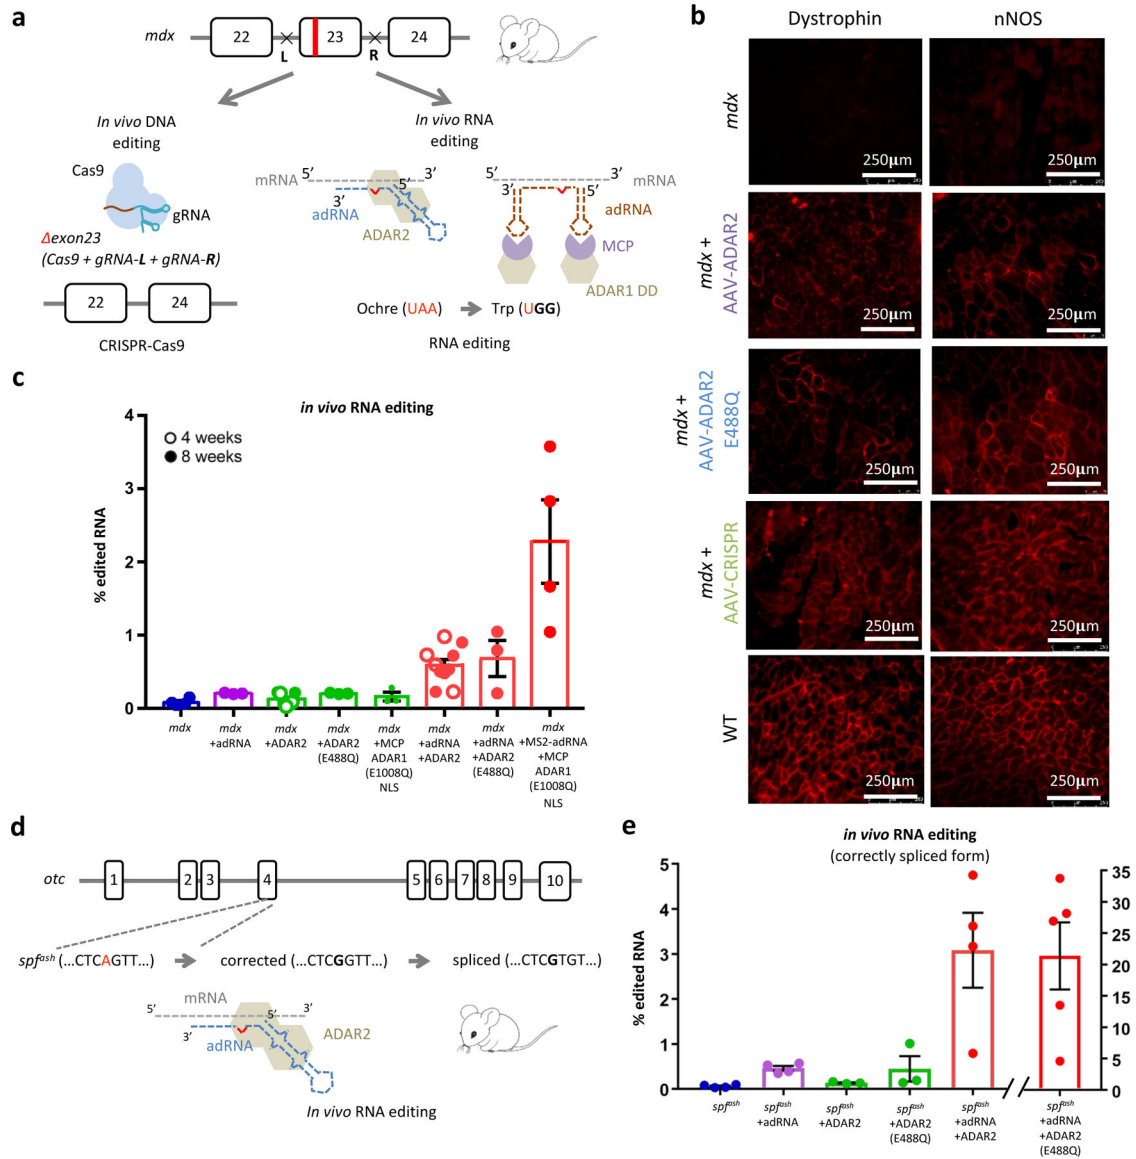 a
mdx
22
23
24
L
R
In vivo DNA
editing
In vivo RNA
editing
Cas9
gRNA
Δexon23
(Cas9 + gRNA-L + gRNA-R)
22
24
CRISPR-Cas9
5’
3’
mRNA
5’
adRNA
3’
ADAR2
5’
3’
mRNA
3’
5’
adRNA
MCP
ADAR1 DD
Ochre (UAA)
Trp (UGG)
RNA editing
b
Dystrophin
nNOS
mdx
250μm
250μm
mdx +
AAV-ADAR2
250μm
250μm
mdx +
AAV-ADAR2
E488Q
250μm
250μm
mdx +
AAV-CRISPR
250μm
250μm
WT
250μm
250μm
c
in vivo RNA editing
4 weeks
8 weeks
% edited RNA
4
3
2
1
0
mdx
mdx
+adRNA
mdx
+ADAR2
mdx
+ADAR2
(E488Q)
mdx
+MCP
ADAR1
(E1008Q)
NLS
mdx
+adRNA
+ADAR2
mdx
+adRNA
+ADAR2
(E488Q)
mdx
+MS2-adRNA
+MCP
ADAR1
(E1008Q)
NLS
d
otc
1
2
3
4
5
6
7
8
9
10
spfash (...CTCAGTT...)
corrected (...CTCGGTT...)
spliced (...CTCGTGT...)
mRNA
5’
5’
3’
3’
adRNA
ADAR2
In vivo RNA editing
e
in vivo RNA editing
(correctly spliced form)
% edited RNA
5
4
3
2
1
0
35
30
25
20
15
10
5
0
spfash
spfash
+adRNA
spfash
+ADAR2
spfash
+ADAR2
(E488Q)
spfash
+adRNA
+ADAR2
spfash
+adRNA
+ADAR2
(E488Q)